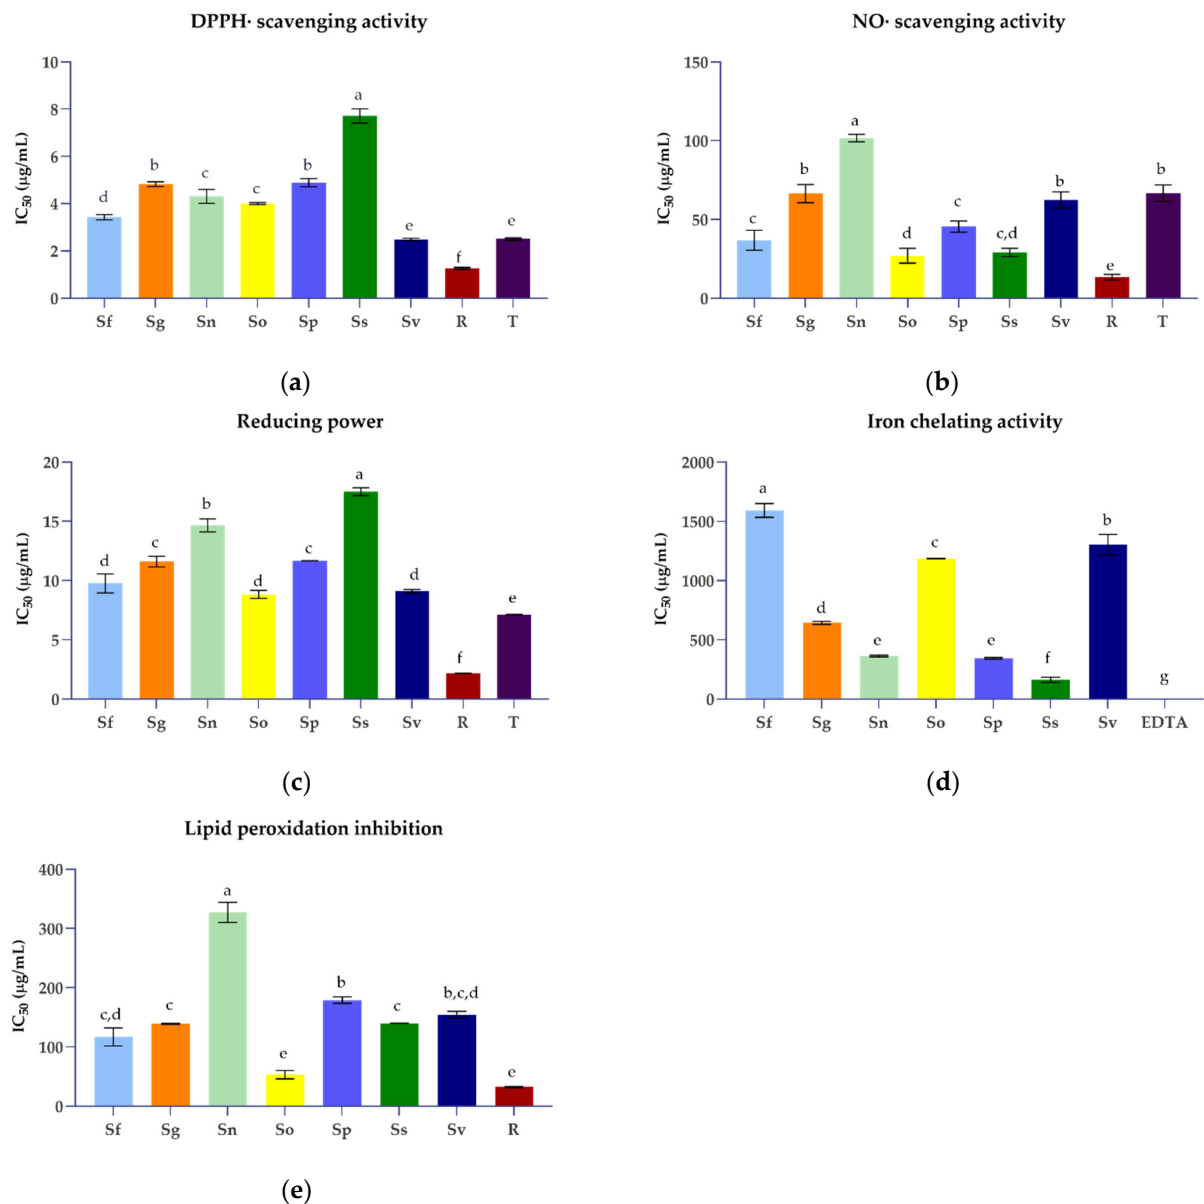 DPPH· scavenging activity
IC50 (µg/mL)
10
8
6
4
2
0
d
b
c
c
b
a
e
f
e
Sf Sg Sn So Sp Ss Sv R T
(a)
NO· scavenging activity
IC50 (µg/mL)
150
100
50
0
c
b
a
d
c
c,d
b
e
b
Sf Sg Sn So Sp Ss Sv R T
(b)
Reducing power
IC50 (µg/mL)
20
15
10
5
0
d
c
b
d
c
a
d
f
e
Sf Sg Sn So Sp Ss Sv R T
(c)
Iron chelating activity
IC50 (µg/mL)
2000
1500
1000
500
0
a
d
e
c
e
f
b
g
Sf Sg Sn So Sp Ss Sv EDTA
(d)
Lipid peroxidation inhibition
IC50 (µg/mL)
400
300
200
100
0
c,d
c
a
e
b
c
b,c,d
e
Sf Sg Sn So Sp Ss Sv R
(e)